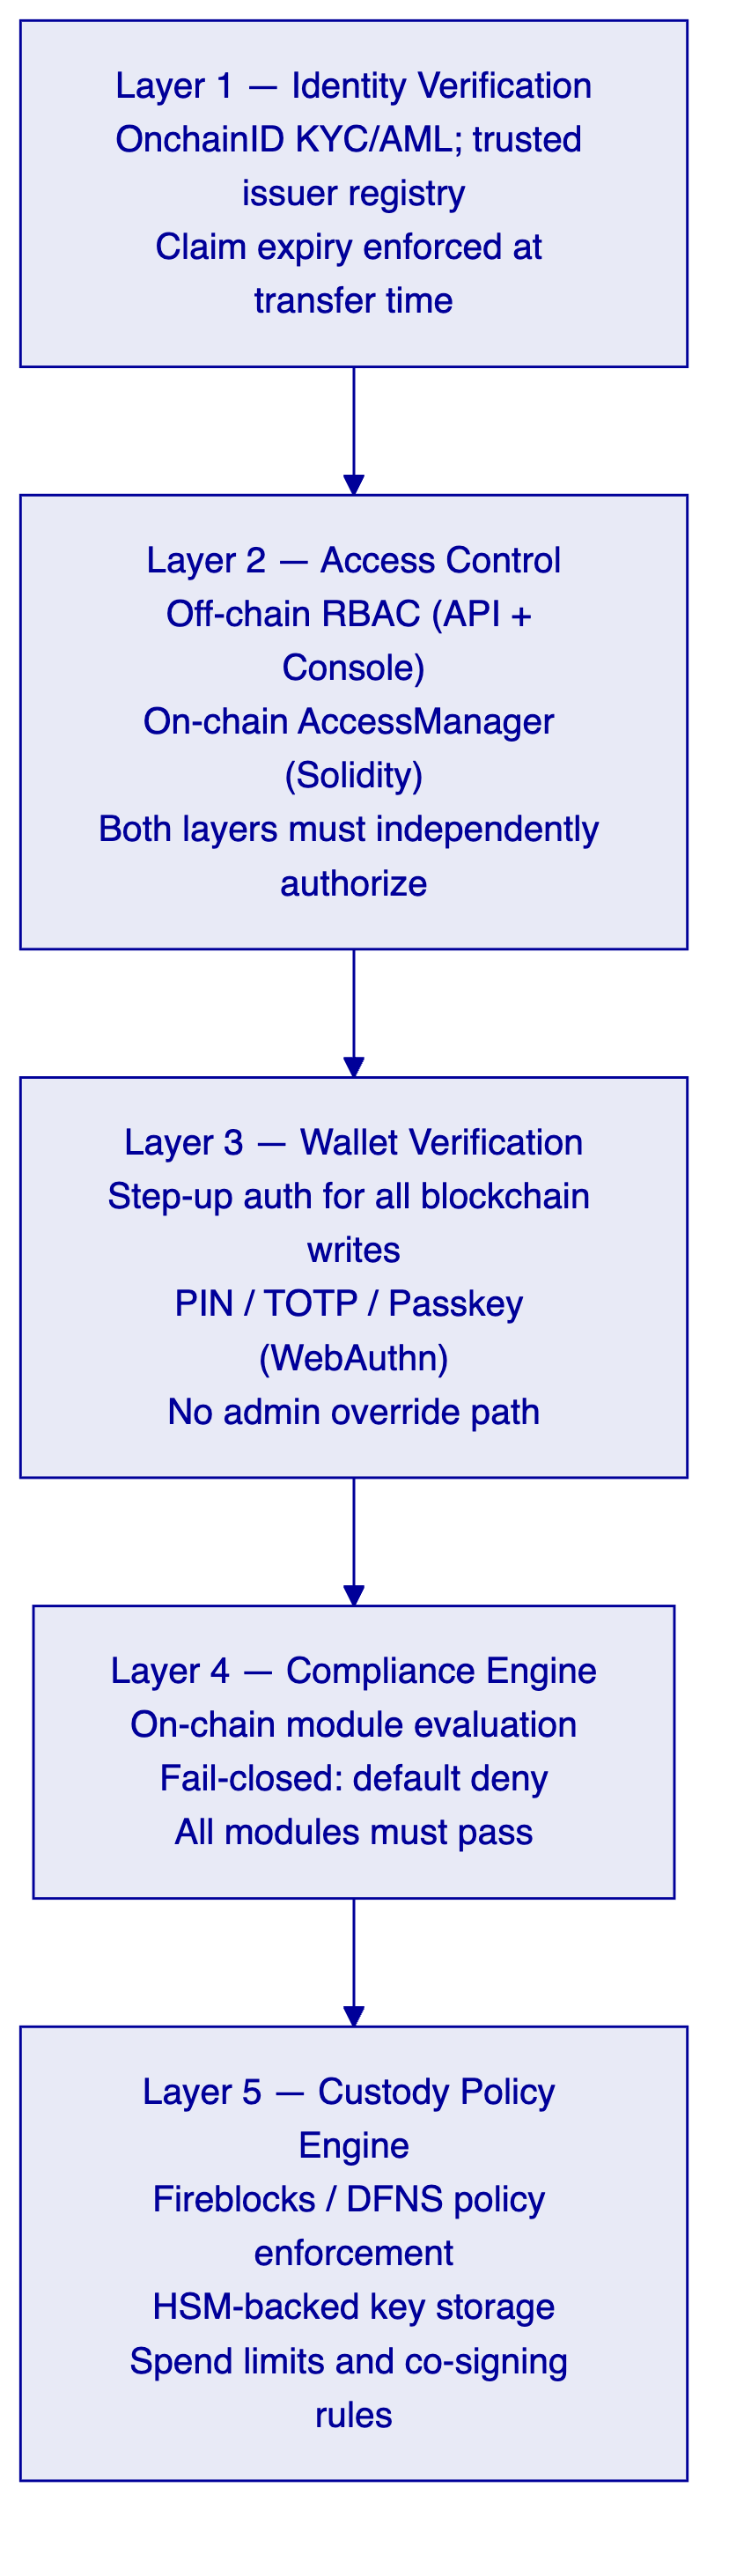 Layer 1 — Identity Verification
OnchainID KYC/AML; trusted
issuer registry
Claim expiry enforced at
transfer time
Layer 2 — Access Control
Off-chain RBAC (API +
Console)
On-chain AccessManager
(Solidity)
Both layers must independently
authorize
Layer 3 — Wallet Verification
Step-up auth for all blockchain
writes
PIN / TOTP / Passkey
(WebAuthn)
No admin override path
Layer 4 — Compliance Engine
On-chain module evaluation
Fail-closed: default deny
All modules must pass
Layer 5 — Custody Policy
Engine
Fireblocks / DFNS policy
enforcement
HSM-backed key storage
Spend limits and co-signing
rules